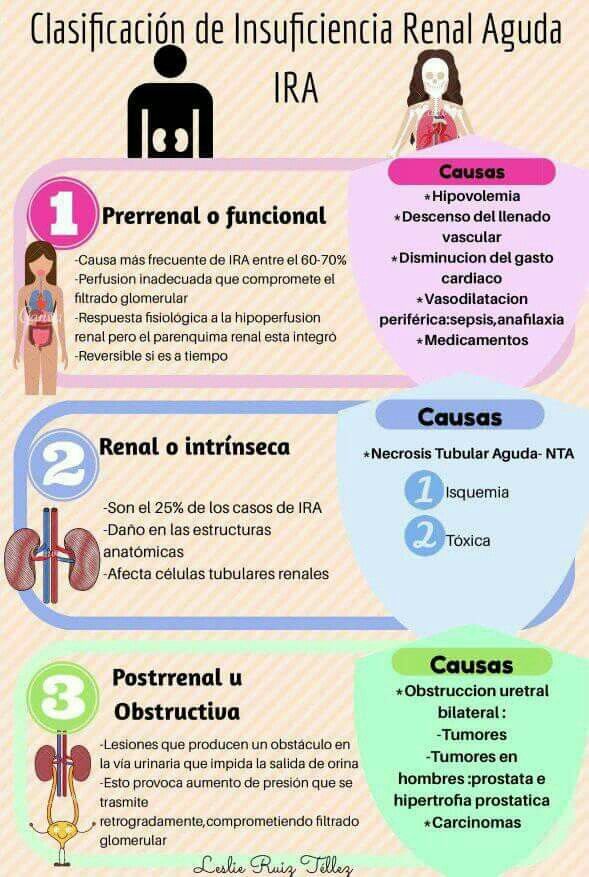 Clasificación de Insuficiencia Renal Aguda
IRA
1
Prerrenal o funcional
-Causa más frecuente de IRA entre el 60-70%
-Perfusion inadecuada que compromete el
filtrado glomerular
-Respuesta fisiológica a la hipoperfusion
renal pero el parenquima renal esta integró
-Reversible si es a tiempo
Causas
*Hipovolemia
*Descenso del llenado
vascular
*Disminucion del gasto
cardiaco
*Vasodilatacion
periférica:sepsis,anafilaxia
*Medicamentos
Canva
2
Renal o intrínseca
-Son el 25% de los casos de IRA
-Daño en las estructuras
anatómicas
-Afecta células tubulares renales
Causas
*Necrosis Tubular Aguda- NTA
1 Isquemia
2 Tóxica
3
Postrrenal u
Obstructiva
-Lesiones que producen un obstáculo en
la vía urinaria que impida la salida de orina
-Esto provoca aumento de presión que se
trasmite
retrogradamente,comprometiendo filtrado
glomerular
Causas
*Obstruccion uretral
bilateral :
-Tumores
-Tumores en
hombres :prostata e
hipertrofia prostatica
*Carcinomas
Leslie Ruiz Téllez